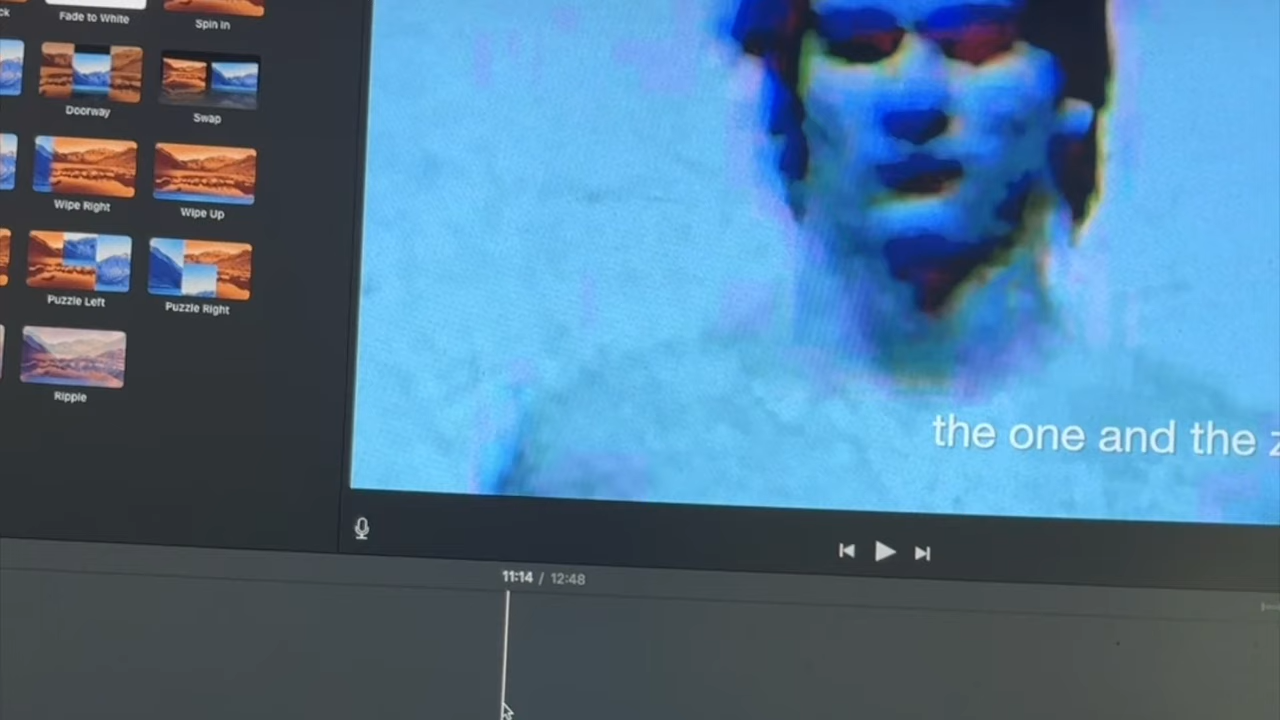 Fade to White
Spin In
Doorway
Swap
Wipe Right
Wipe Up
Puzzle Left
Puzzle Right
Ripple
the one and the
11:14 / 12:48